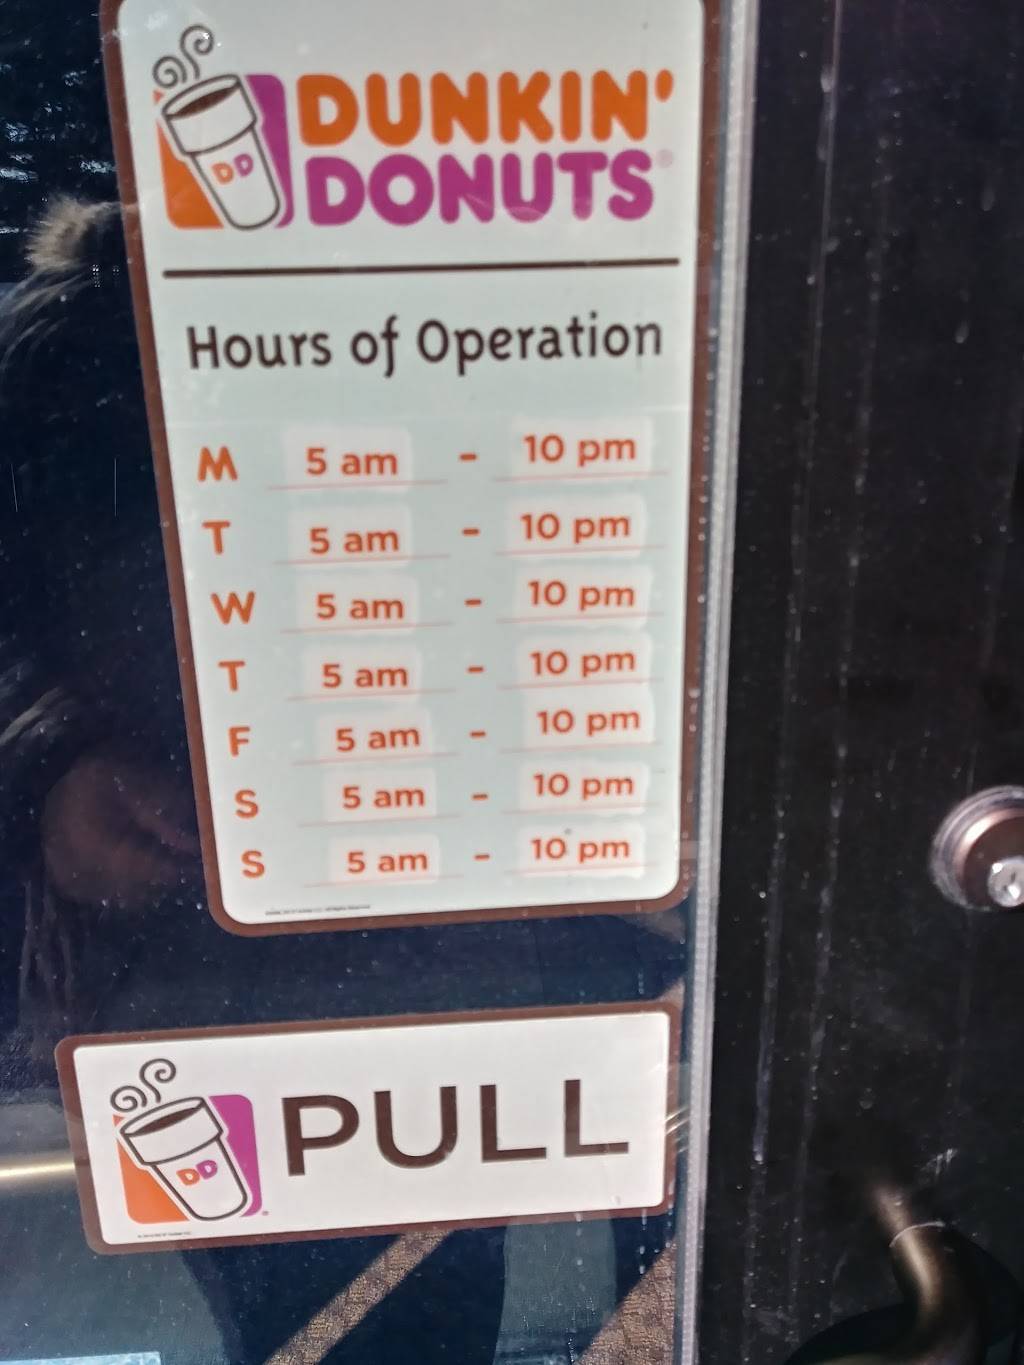 DUNKIN'
DONUTS®
DD
Hours of Operation
M 5 am - 10 pm
T 5 am - 10 pm
W 5 am - 10 pm
T 5 am - 10 pm
F 5 am - 10 pm
S 5 am - 10 pm
S 5 am - 10 pm
DD
PULL